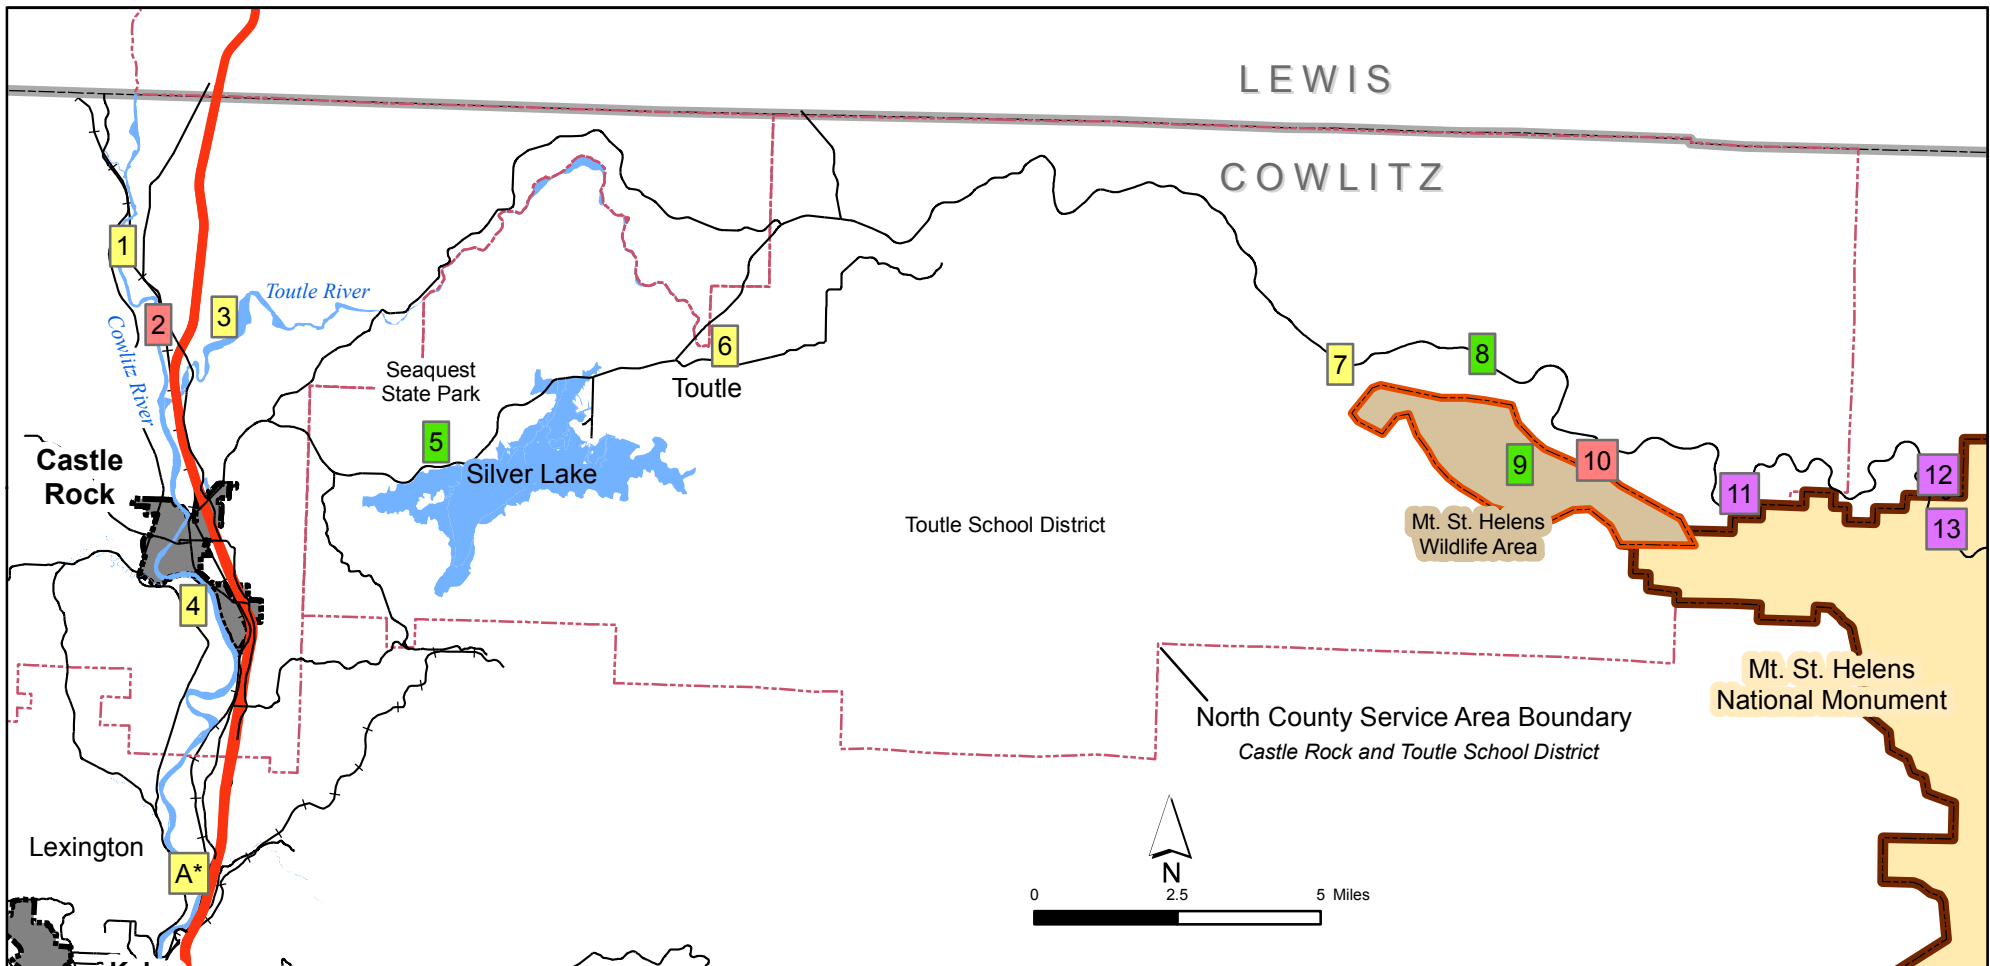 LEWIS
COWLITZ
1
2
3
Toutle River
Cowlitz River
Seaquest
State Park
6
Toutle
7
8
5
Silver Lake
Castle
Rock
9
10
11
12
13
Mt. St. Helens
Wildlife Area
Toutle School District
4
Mt. St. Helens
National Monument
North County Service Area Boundary
Castle Rock and Toutle School District
Lexington
A*
N
0 2.5 5 Miles